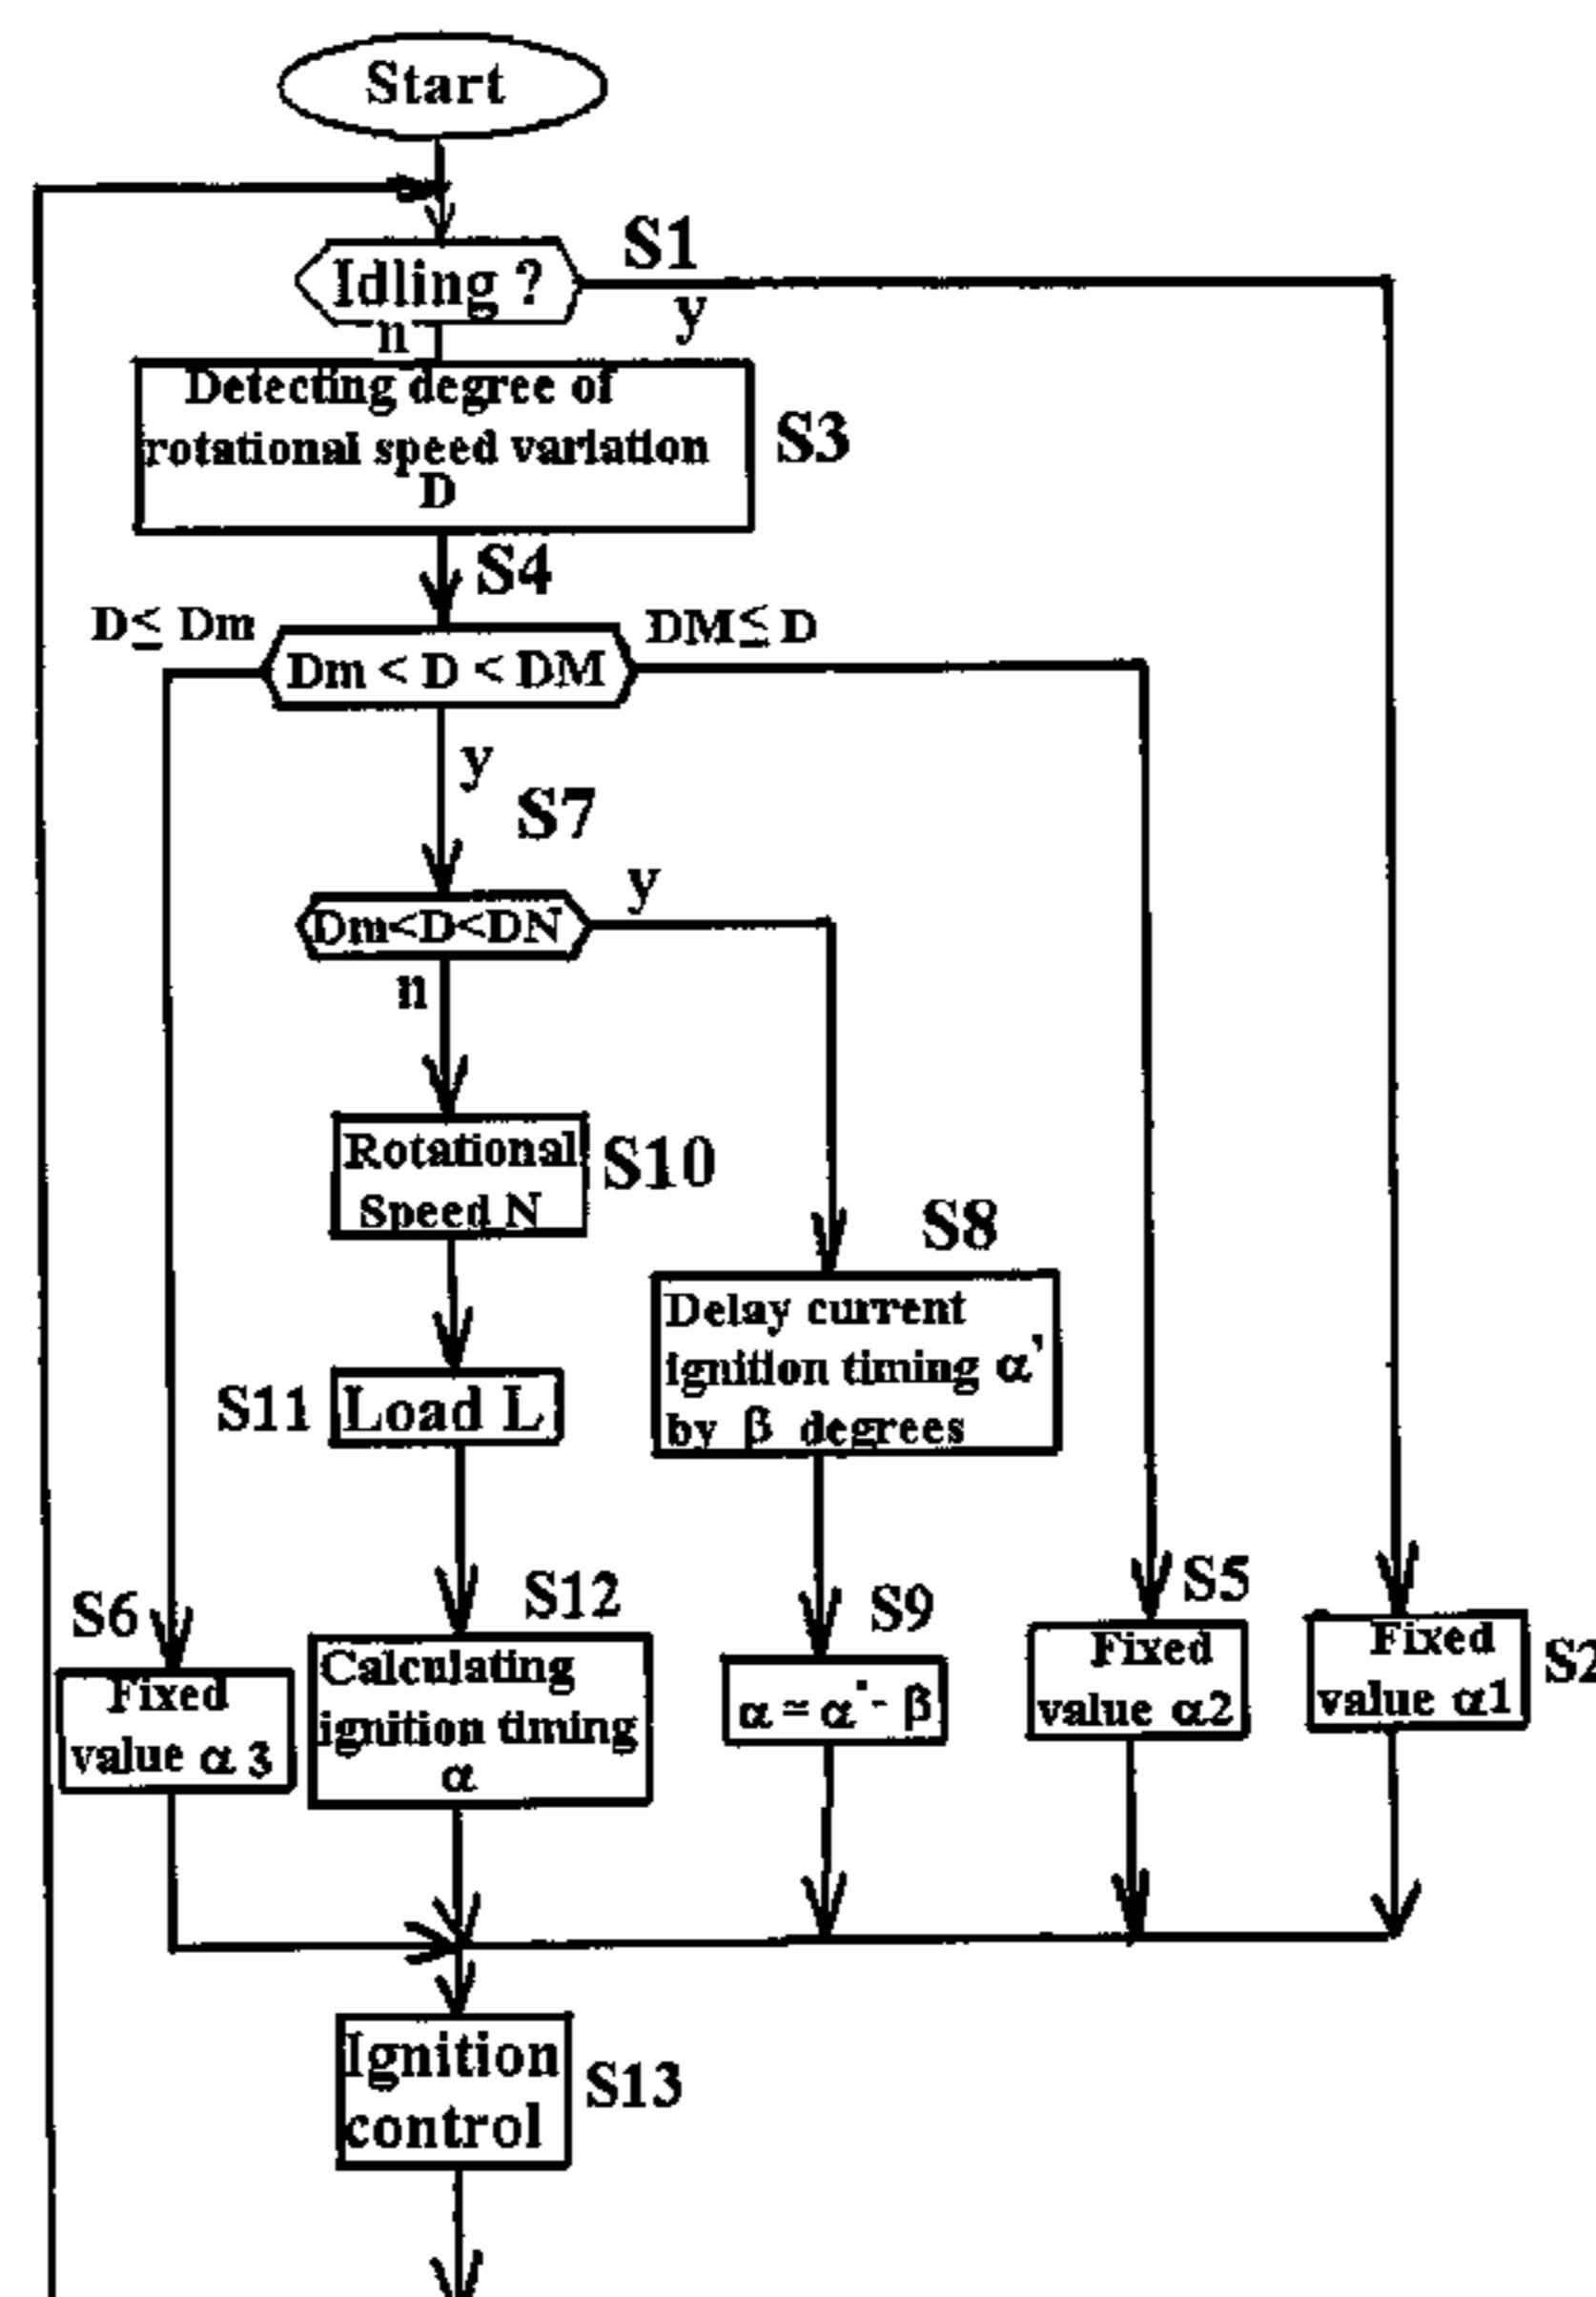 Start
S1
Idling ?
y
n
Detecting degree of
rotational speed variation
D
S3
S4
D≤ Dm
DM≤ D
Dm < D < DM
y
S7
y
Dm<D<DN
n
Rotational
Speed N
S10
S8
Delay current
ignition timing α'
by β degrees
S11
Load L
S12
Calculating
ignition timing
α
S9
α = α' - β
S5
Fixed
value α2
Fixed
value α1
S2
S6
Fixed
value α 3
Ignition
control
S13